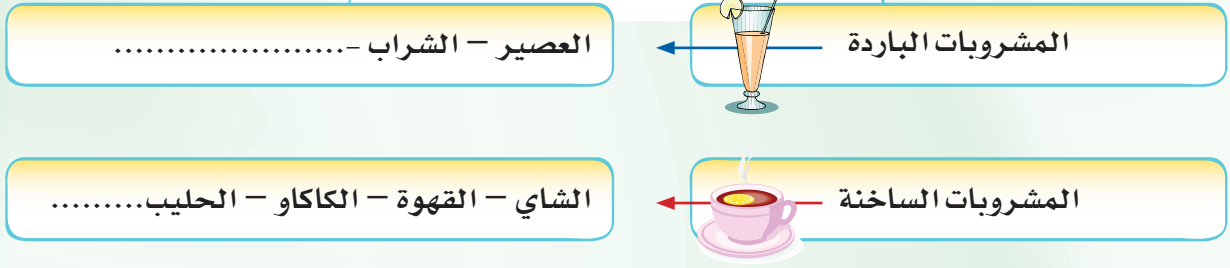 المشروبات الباردة
العصير – الشراب -.....................
المشروبات الساخنة
الشاي – القهوة – الكاكاو – الحليب.........